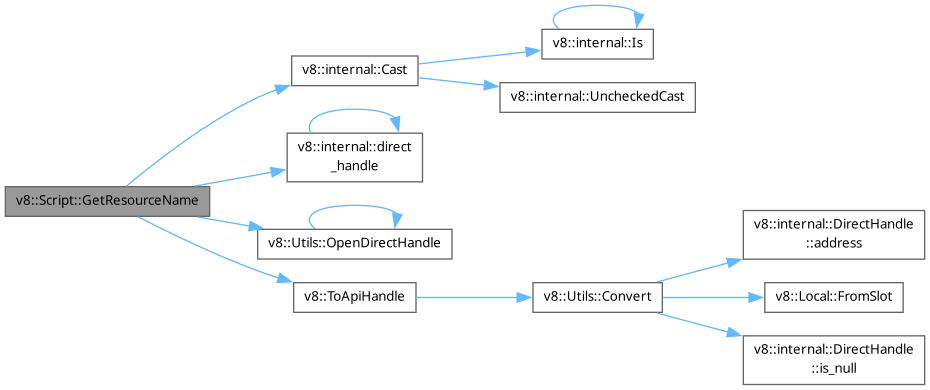 v8::Script::GetResourceName
v8::internal::Cast
v8::internal::Is
v8::internal::UncheckedCast
v8::internal::direct
_handle
v8::Utils::OpenDirectHandle
v8::ToApiHandle
v8::Utils::Convert
v8::internal::DirectHandle
::address
v8::Local::FromSlot
v8::internal::DirectHandle
::is_null